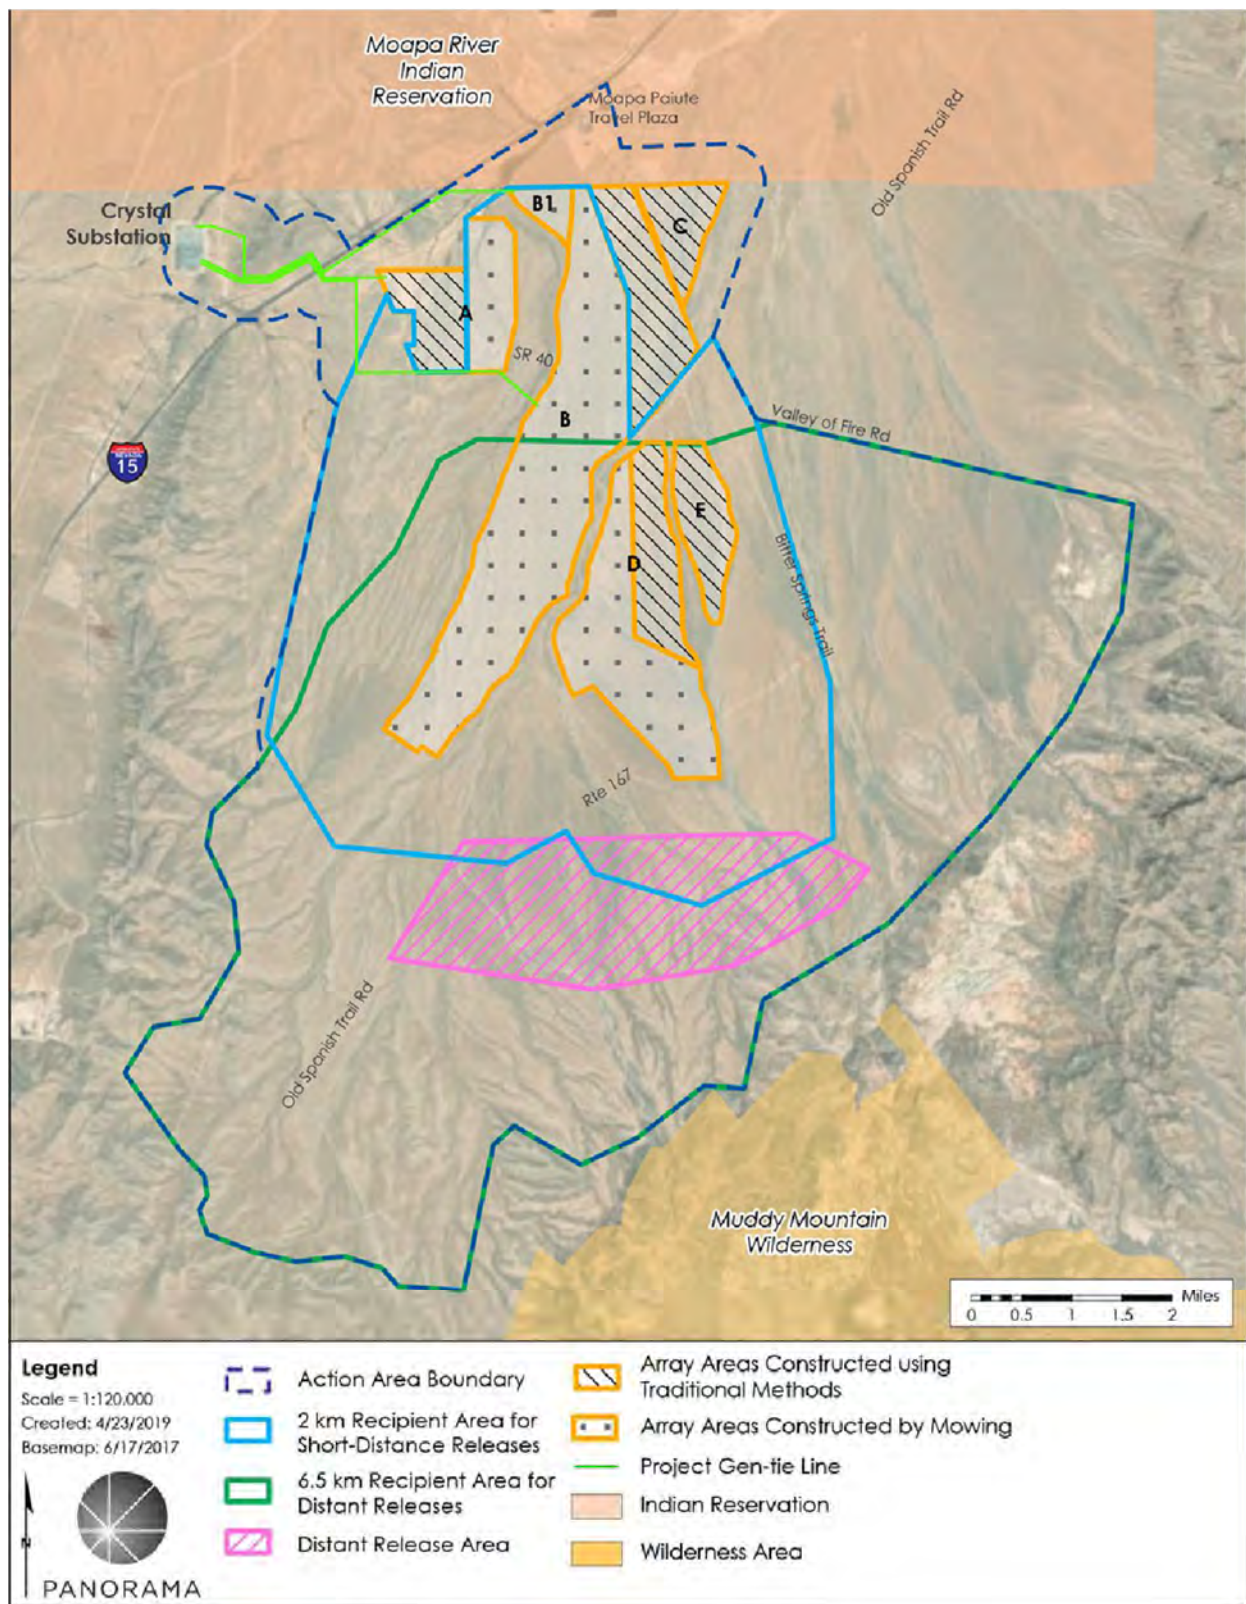 Moapa River
Indian
Reservation
Moapa Paiute
Travel Plaza
Old Spanish Trail Rd
Crystal
Substation
B1
C
A
SR 40
B
Valley of Fire Rd
15
E
D
Bitter Springs Trail
Rte 167
Old Spanish Trail Rd
Muddy Mountain
Wilderness
Miles
0 0.5 1 1.5 2
Legend
Scale = 1:120,000
Created: 4/23/2019
Basemap: 6/17/2017
N
PANORAMA
Action Area Boundary
2 km Recipient Area for
Short-Distance Releases
6.5 km Recipient Area for
Distant Releases
Distant Release Area
Array Areas Constructed using
Traditional Methods
Array Areas Constructed by Mowing
Project Gen-tie Line
Indian Reservation
Wilderness Area